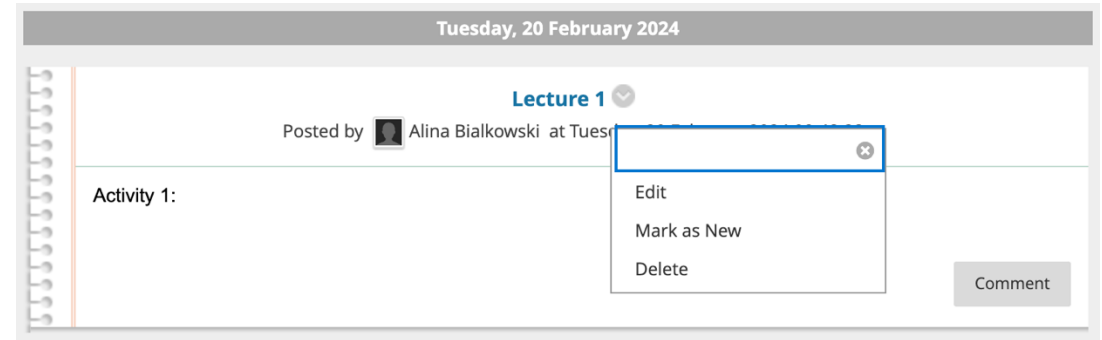 Tuesday, 20 February 2024
Lecture 1
Posted by Alina Bialkowski at
Activity 1:
Edit
Mark as New
Delete
Comment